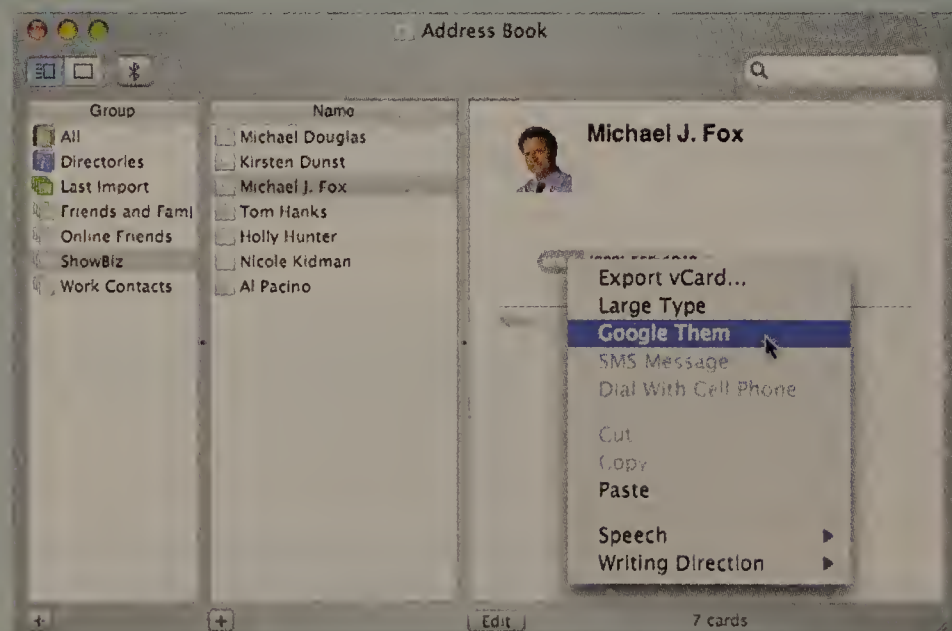 Address Book
Group
All
Directories
Last Import
Friends and Fami
Online Friends
ShowBiz
Work Contacts
Name
Michael Douglas
Kirsten Dunst
Michael J. Fox
Tom Hanks
Holly Hunter
Nicole Kidman
Al Pacino
Michael J. Fox
Export vCard...
Large Type
Google Them
SMS Message
Dial With Cell Phone
Cut
Copy
Paste
Speech
Writing Direction
Edit
7 cards